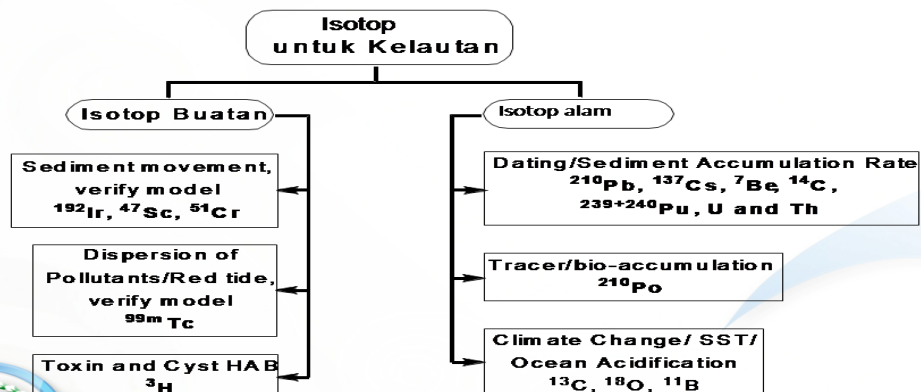 Isotop
untuk Kelautan
Isotop Buatan
Sediment movement,
verify model
¹⁹²Ir, ⁴⁷Sc, ⁵¹Cr
Dispersion of
Pollutants/Red tide,
verify model
⁹⁹ᵐTc
Toxin and Cyst HAB
³H
Isotop alam
Dating/Sediment Accumulation Rate
²¹⁰Pb, ¹³⁷Cs, ⁷Be, ¹⁴C,
²³⁹⁺²⁴⁰Pu, U and Th
Tracer/bio-accumulation
²¹⁰Po
Climate Change/ SST/
Ocean Acidification
¹³C, ¹⁸O, ¹¹B